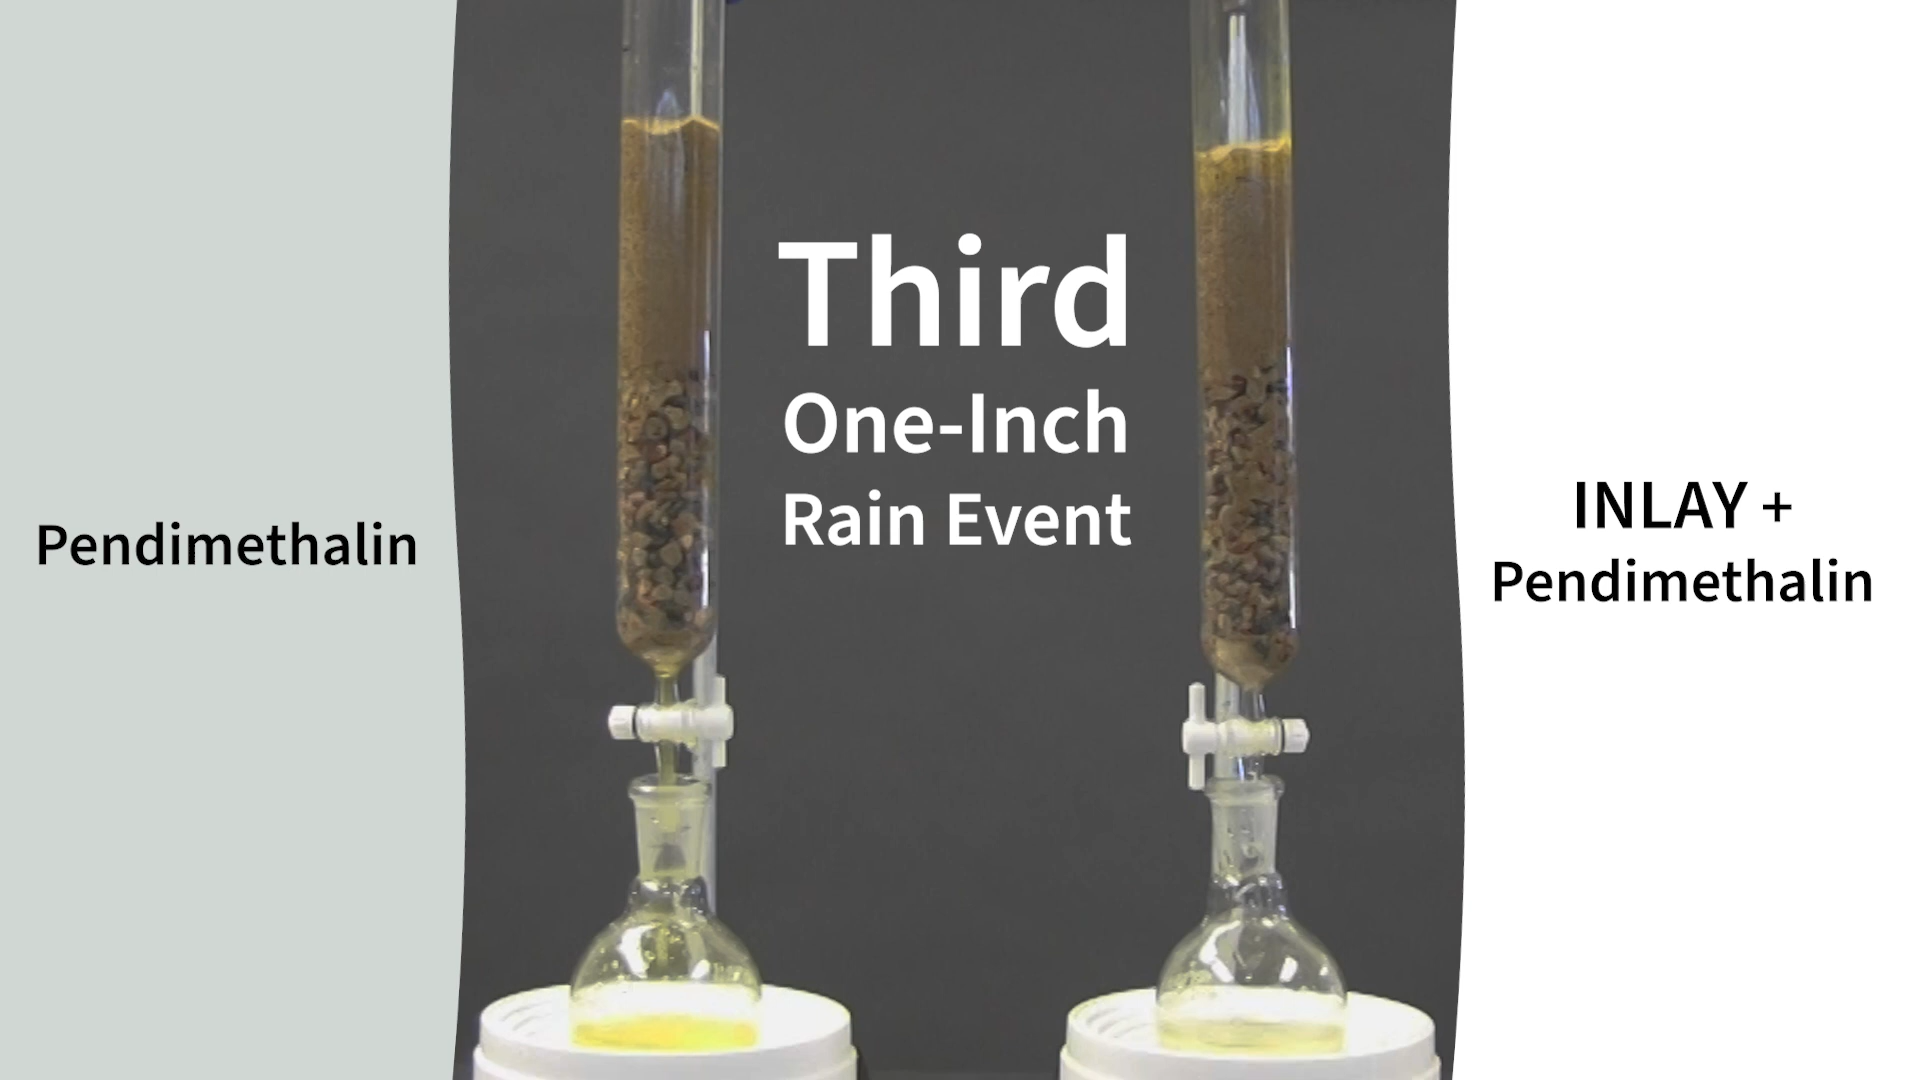 Pendimethalin
Third
One-Inch
Rain Event
INLAY +
Pendimethalin